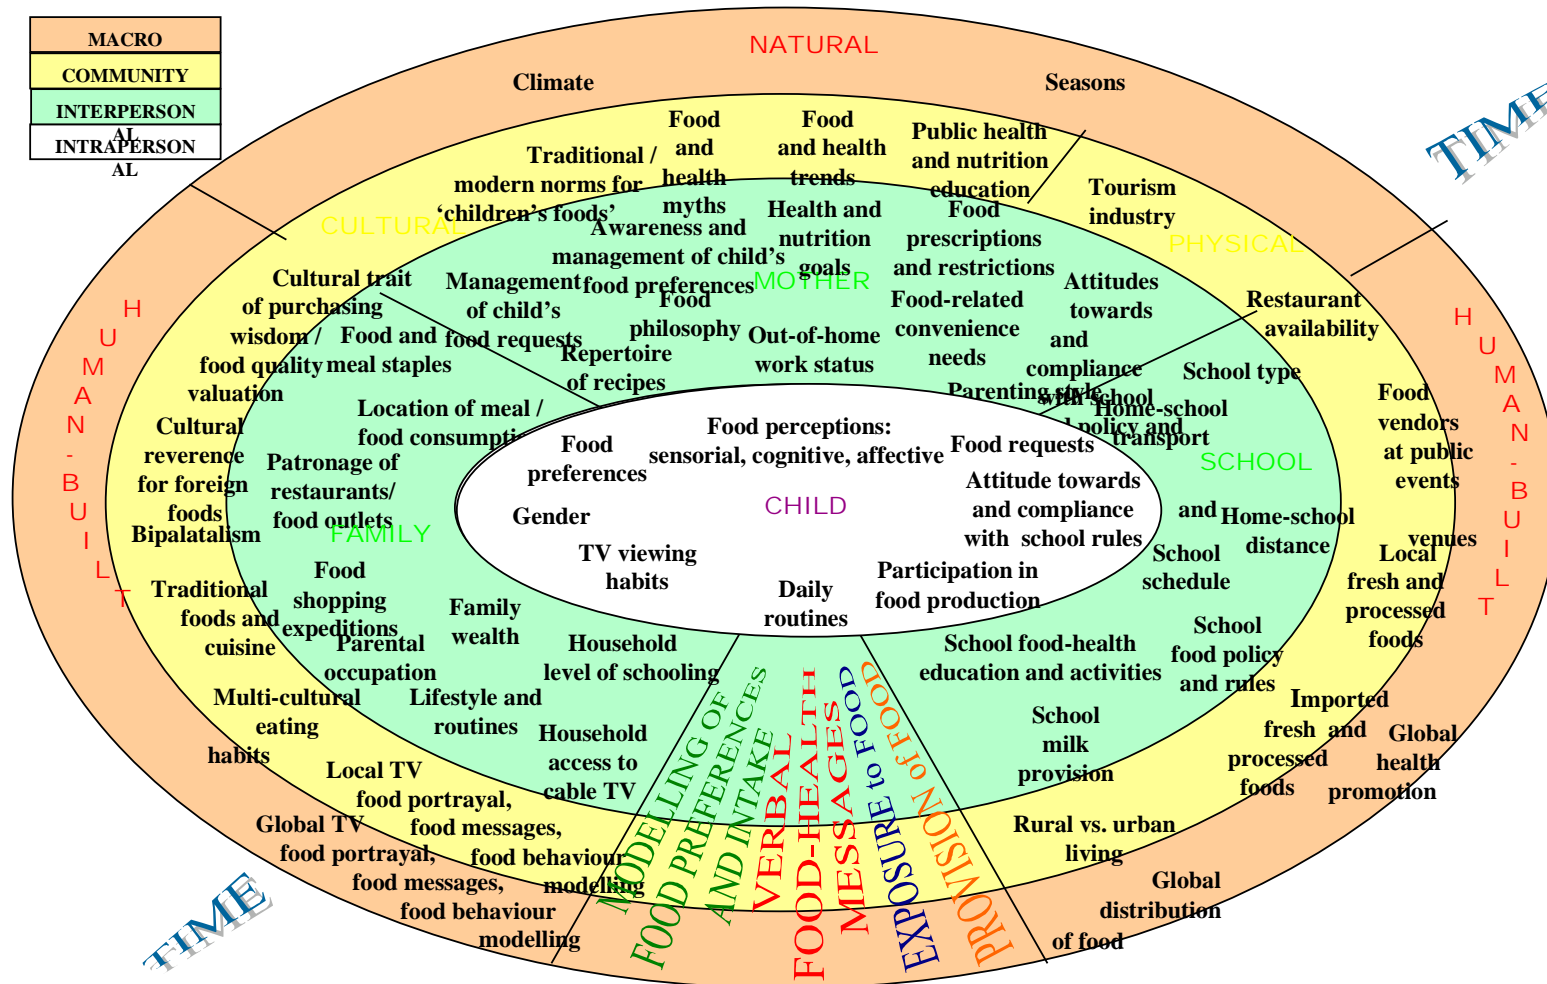 MACRO
COMMUNITY
INTERPERSON
AL
INTRAPERSON
AL
NATURAL
Climate
Seasons
TIME
CULTURAL
Traditional /
modern norms for
‘children’s foods’
Food
and
health
myths
Food
and health
trends
Public health
and nutrition
education
Tourism
industry
PHYSICAL
HUMAN-BUILT
Cultural trait
of purchasing
wisdom /
food quality
valuation
Cultural
reverence
for foreign
foods
Bipalatalism
Traditional
foods and
cuisine
Multi-cultural
eating
habits
Local TV
food portrayal,
food messages,
food behaviour
modelling
Global TV
food portrayal,
food messages,
food behaviour
modelling
TIME
MOTHER
Awareness and
management of child’s
food preferences
Health and
nutrition
goals
Food
prescriptions
and restrictions
Management
of child’s
food requests
Food
philosophy
Repertoire
of recipes
Out-of-home
work status
Food-related
convenience
needs
Attitudes
towards
and
compliance
with school
policy and
Parenting style
FAMILY
Food and
meal staples
Location of meal /
food consumptio
Patronage of
restaurants/
food outlets
Food
shopping
expeditions
Parental
occupation
Family
wealth
Household
level of schooling
Lifestyle and
routines
Household
access to
cable TV
CHILD
Food
preferences
Food perceptions:
sensorial, cognitive, affective
Food requests
Attitude towards
and compliance
with school rules
Gender
TV viewing
habits
Daily
routines
Participation in
food production
SCHOOL
School type
Home-school
transport
and
Home-school
distance
School
schedule
School
food policy
and rules
School food-health
education and activities
School
milk
provision
HUMAN-BUILT
Restaurant
availability
Food
vendors
at public
events
venues
Local
fresh and
processed
foods
Imported
fresh and
processed
foods
Rural vs. urban
living
Global
health
promotion
Global
distribution
of food
MODELLING OF
FOOD PREFERENCES
AND INTAKE
VERBAL
FOOD-HEALTH
MESSAGES
EXPOSURE to FOOD
PROVISION of FOOD